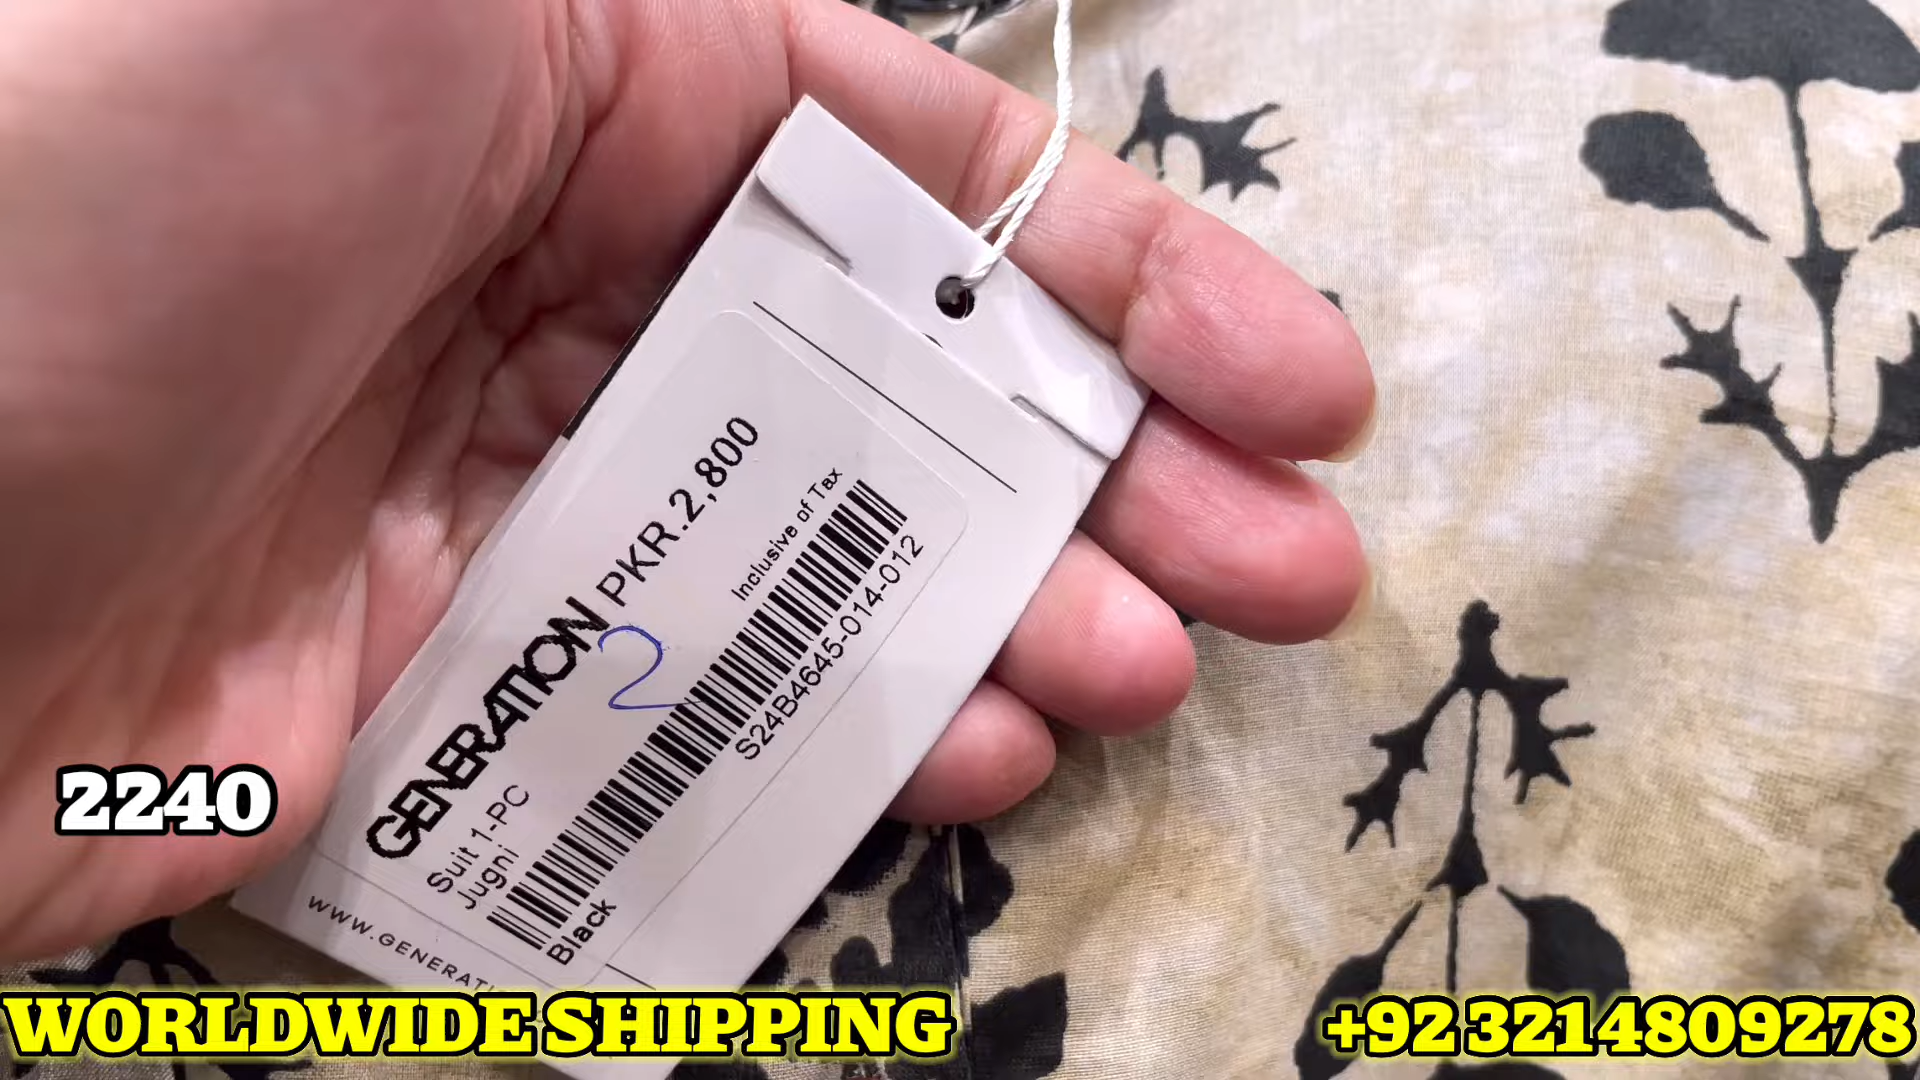 GENERATION PKR.2,800
Inclusive of Tax
2
S24B4645-014-012
Suit 1-PC
Jugni
Black
WWW.GENERATI
2240
WORLDWIDE SHIPPING
+92 3214809278